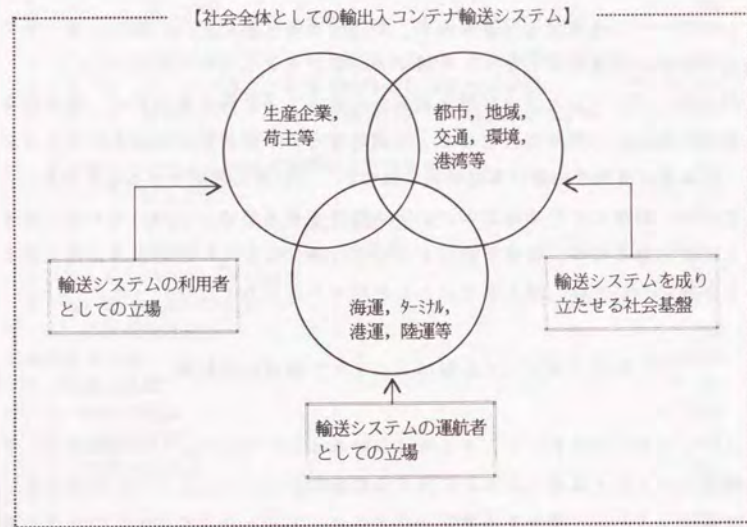 【社会全体としての輸出入コンテナ輸送システム】
生産企業，
荷主等
都市，地域，
交通，環境，
港湾等
輸送システムの利用者
としての立場
海運，ﾀｰﾐﾅﾙ，
港運，陸運等
輸送システムを成り
立たせる社会基盤
輸送システムの運航者
としての立場